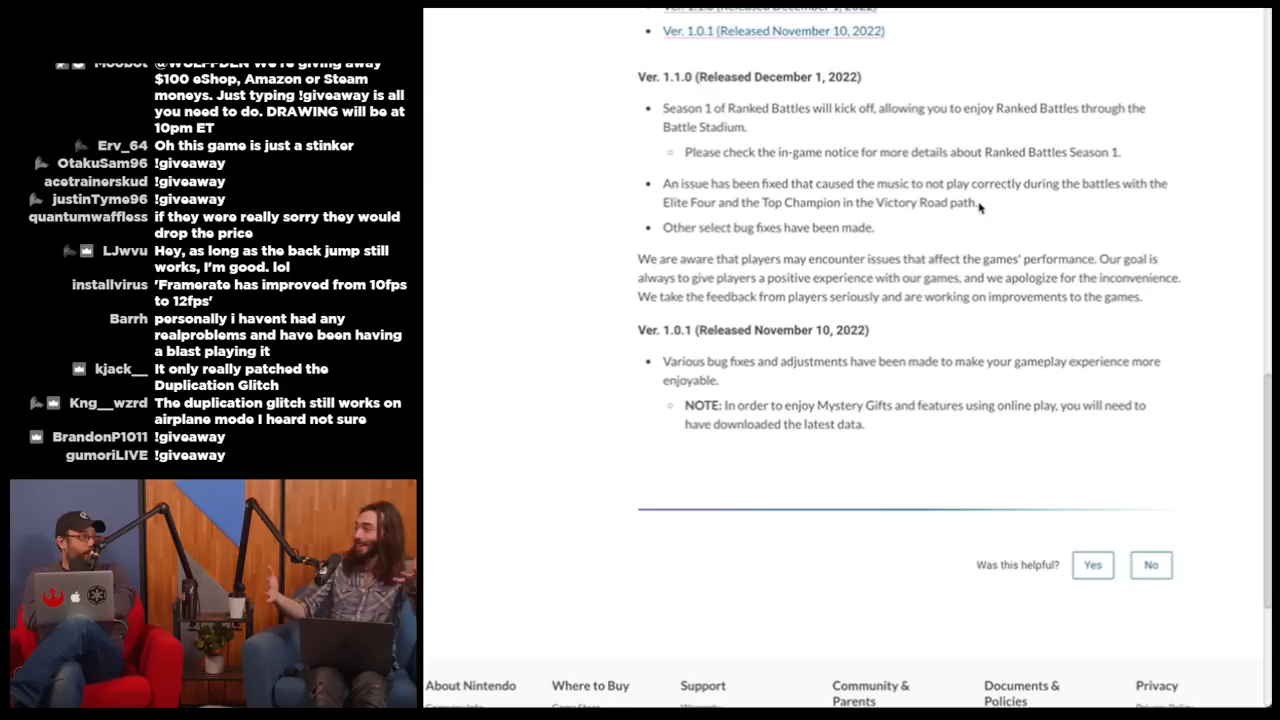 Moobot @WULFFDEN We're giving away
$100 eShop, Amazon or Steam
moneys. Just typing !giveaway is all
you need to do. DRAWING will be at
10pm ET
Erv_64 Oh this game is just a stinker
OtakuSam96 !giveaway
acetrainerskud !giveaway
justinTyme96 !giveaway
quantumwaffless if they were really sorry they would
drop the price
LJwvu Hey, as long as the back jump still
works, I'm good. lol
installvirus 'Framerate has improved from 10fps
to 12fps'
Barrh personally i havent had any
realproblems and have been having
a blast playing it
kjack__ It only really patched the
Duplication Glitch
Kng__wzrd The duplication glitch still works on
airplane mode I heard not sure
BrandonP1011 !giveaway
gumoriLIVE !giveaway
Ver. 1.1.0 (Released December 1, 2022)
Ver. 1.0.1 (Released November 10, 2022)
Ver. 1.1.0 (Released December 1, 2022)
Season 1 of Ranked Battles will kick off, allowing you to enjoy Ranked Battles through the
Battle Stadium.
Please check the in-game notice for more details about Ranked Battles Season 1.
An issue has been fixed that caused the music to not play correctly during the battles with the
Elite Four and the Top Champion in the Victory Road path.
Other select bug fixes have been made.
We are aware that players may encounter issues that affect the games' performance. Our goal is
always to give players a positive experience with our games, and we apologize for the inconvenience.
We take the feedback from players seriously and are working on improvements to the games.
Ver. 1.0.1 (Released November 10, 2022)
Various bug fixes and adjustments have been made to make your gameplay experience more
enjoyable.
NOTE: In order to enjoy Mystery Gifts and features using online play, you will need to
have downloaded the latest data.
Was this helpful? Yes No
About Nintendo Where to Buy Support Community & Documents & Privacy
Parents Policies